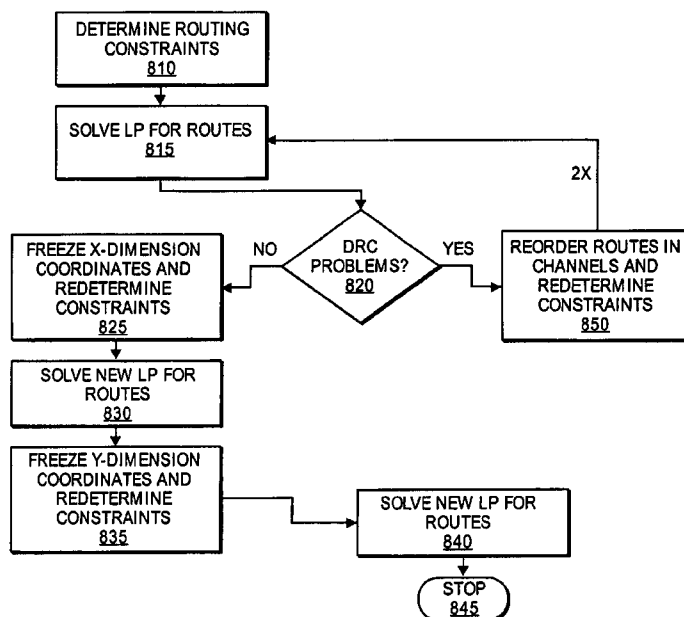 DETERMINE ROUTING
CONSTRAINTS
810
SOLVE LP FOR ROUTES
815
2X
DRC
PROBLEMS?
820
NO
YES
FREEZE X-DIMENSION
COORDINATES AND
REDETERMINE
CONSTRAINTS
825
REORDER ROUTES IN
CHANNELS AND
REDETERMINE
CONSTRAINTS
850
SOLVE NEW LP FOR
ROUTES
830
FREEZE Y-DIMENSION
COORDINATES AND
REDETERMINE
CONSTRAINTS
835
SOLVE NEW LP FOR
ROUTES
840
STOP
845